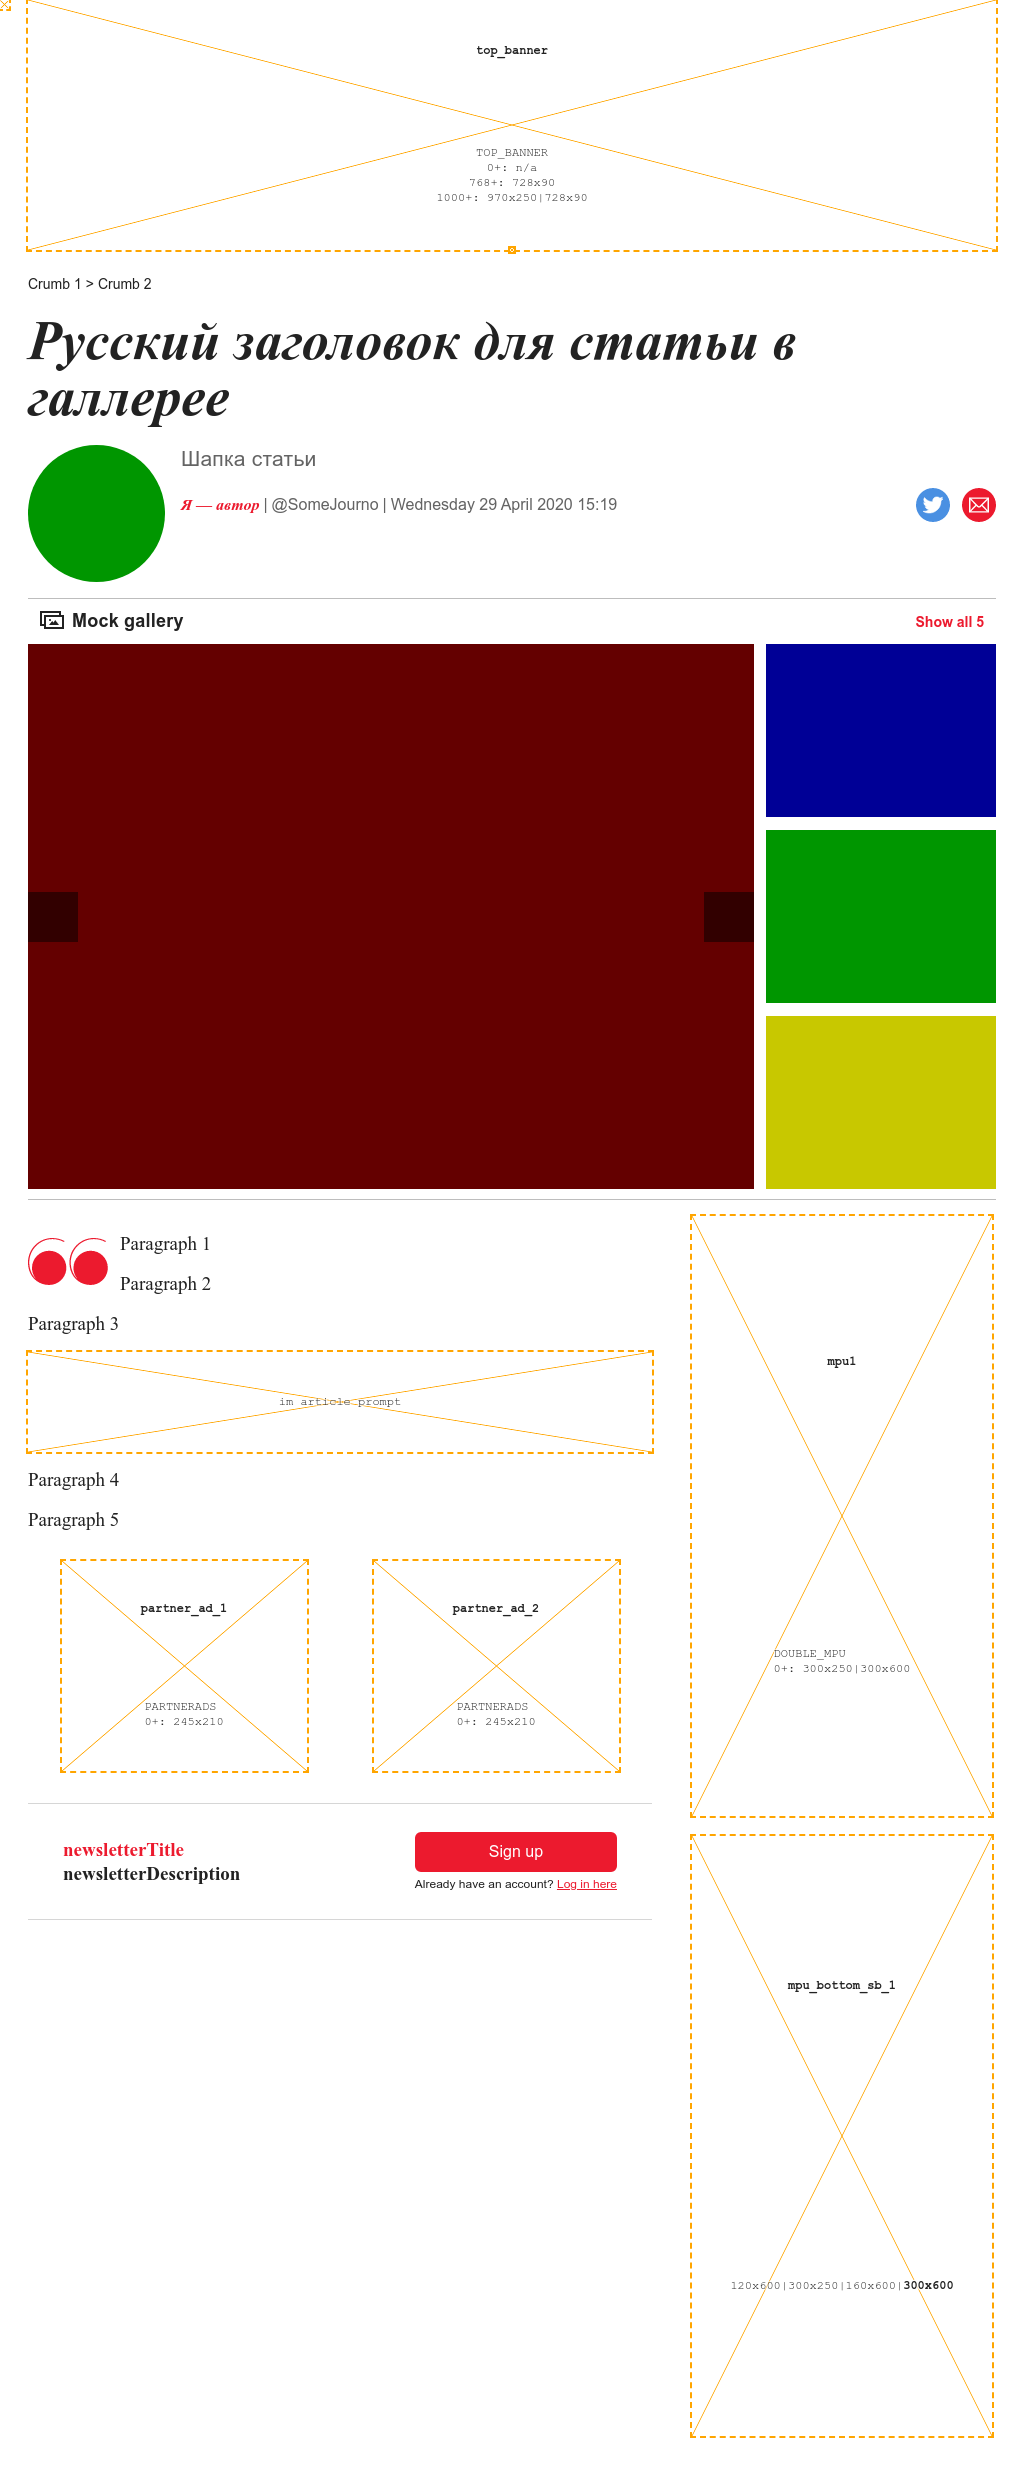 top_banner
TOP_BANNER
0+: n/a
768+: 728x90
1000+: 970x250|728x90
Crumb 1 > Crumb 2
Русский заголовок для статьи в
галлерее
Шапка статьи
Я — автор | @SomeJourno | Wednesday 29 April 2020 15:19
Mock gallery
Show all 5
Paragraph 1
Paragraph 2
Paragraph 3
im article prompt
Paragraph 4
Paragraph 5
partner_ad_1
PARTNERADS
0+: 245x210
partner_ad_2
PARTNERADS
0+: 245x210
newsletterTitle
newsletterDescription
Sign up
Already have an account? Log in here
mpu1
DOUBLE_MPU
0+: 300x250|300x600
mpu_bottom_sb_1
120x600|300x250|160x600|300x600